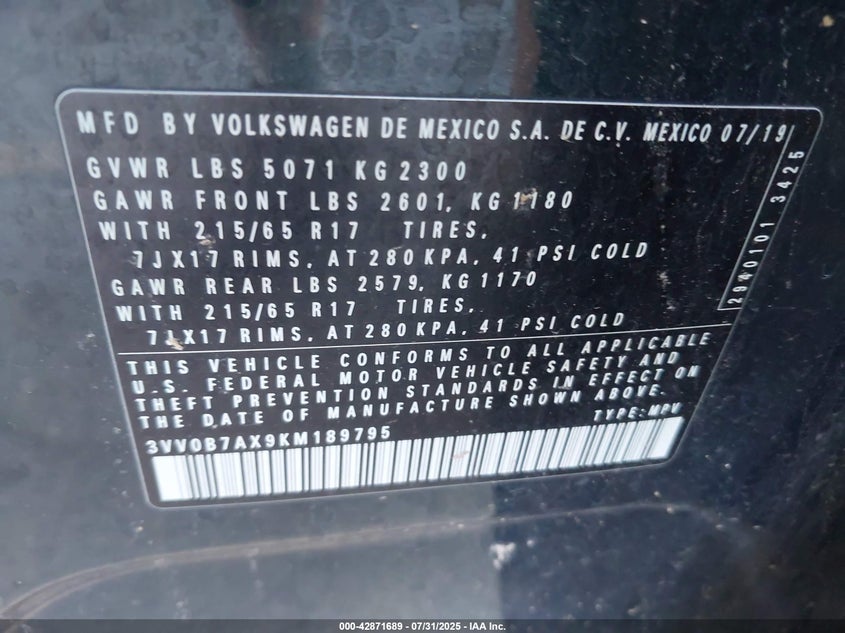 MFD BY VOLKSWAGEN DE MEXICO S.A. DE C.V. MEXICO 07/19
GVWR LBS 5071 KG 2300
GAWR FRONT LBS 2601, KG 1180
WITH 215/65 R17 TIRES,
7JX17 RIMS, AT 280 KPA, 41 PSI COLD
GAWR REAR LBS 2579, KG 1170
WITH 215/65 R17 TIRES,
7JX17 RIMS, AT 280 KPA, 41 PSI COLD
2940101 3425
THIS VEHICLE CONFORMS TO ALL APPLICABLE
U.S. FEDERAL MOTOR VEHICLE SAFETY AND
THEFT PREVENTION STANDARDS IN EFFECT ON
THE DATE OF MANUFACTURE SHOWN ABOVE.
3VV0B7AX9KM189795 TYPE: MPV
000-42871689 - 07/31/2025 - IAA Inc.